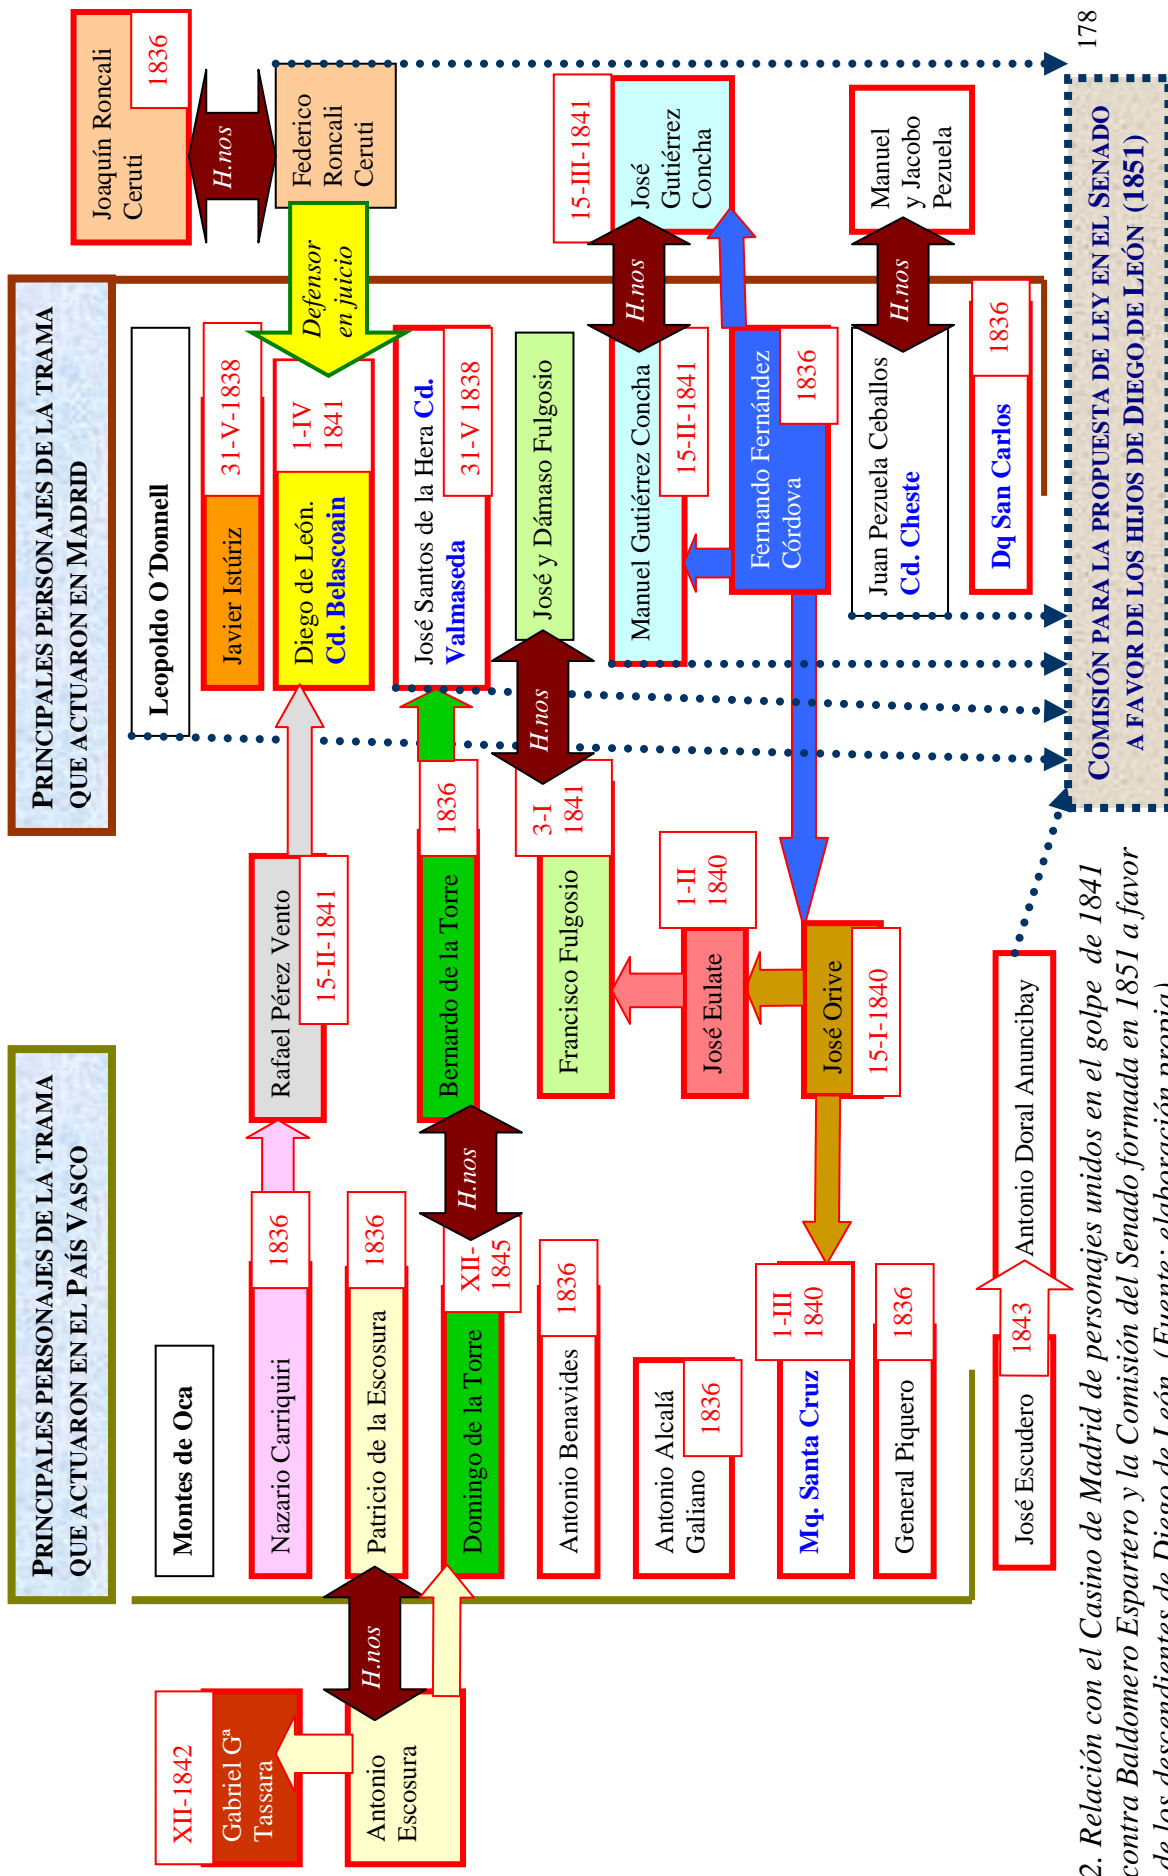 PRINCIPALES PERSONAJES DE LA TRAMA
QUE ACTUARON EN EL PAÍS VASCO
PRINCIPALES PERSONAJES DE LA TRAMA
QUE ACTUARON EN MADRID
XII-1842
Gabriel Gª
Tassara
Antonio
Escosura
H.nos
Montes de Oca
Nazario Carriquiri
1836
Patricio de la Escosura
1836
Domingo de la Torre
XII-
1845
Antonio Benavides
1836
Antonio Alcalá
Galiano
1836
Mq. Santa Cruz
1-III
1840
General Piquero
1836
José Escudero
1843
Antonio Doral Anuncibay
Rafael Pérez Vento
15-II-1841
H.nos
Bernardo de la Torre
1836
Francisco Fulgosio
3-I
1841
José Eulate
1-II
1840
José Orive
15-I-1840
Leopoldo O´Donnell
Javier Istúriz
31-V-1838
Diego de León.
Cd. Belascoain
1-IV
1841
Defensor
en juicio
José Santos de la Hera Cd.
Valmaseda
31-V 1838
H.nos
José y Dámaso Fulgosio
Manuel Gutiérrez Concha
15-II-1841
Fernando Fernández
Córdova
1836
Juan Pezuela Ceballos
Cd. Cheste
Dq San Carlos
1836
Joaquín Roncali
Ceruti
1836
H.nos
Federico
Roncali
Ceruti
15-III-1841
José
Gutiérrez
Concha
H.nos
Manuel
y Jacobo
Pezuela
H.nos
COMISIÓN PARA LA PROPUESTA DE LEY EN EL SENADO
A FAVOR DE LOS HIJOS DE DIEGO DE LEÓN (1851)
178
2. Relación con el Casino de Madrid de personajes unidos en el golpe de 1841
contra Baldomero Espartero y la Comisión del Senado formada en 1851 a favor
de los descendientes de Diego de León. (Fuente: elaboración propia)